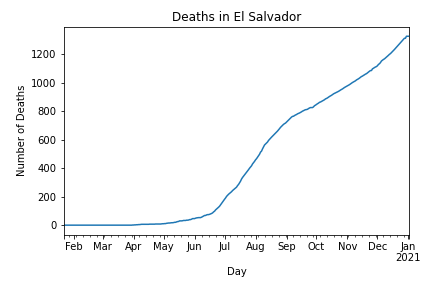 Deaths in El Salvador
Number of Deaths
1200
1000
800
600
400
200
0
Feb Mar Apr May Jun Jul Aug Sep Oct Nov Dec Jan
2021
Day